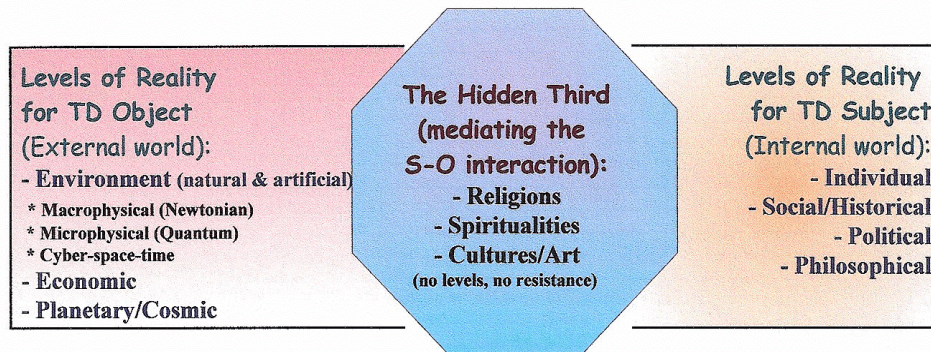 Levels of Reality
for TD Object
(External world):
- Environment (natural & artificial)
* Macrophysical (Newtonian)
* Microphysical (Quantum)
* Cyber-space-time
- Economic
- Planetary/Cosmic
The Hidden Third
(mediating the
S-O interaction):
- Religions
- Spiritualities
- Cultures/Art
(no levels, no resistance)
Levels of Reality
for TD Subject
(Internal world):
- Individual
- Social/Historical
- Political
- Philosophical